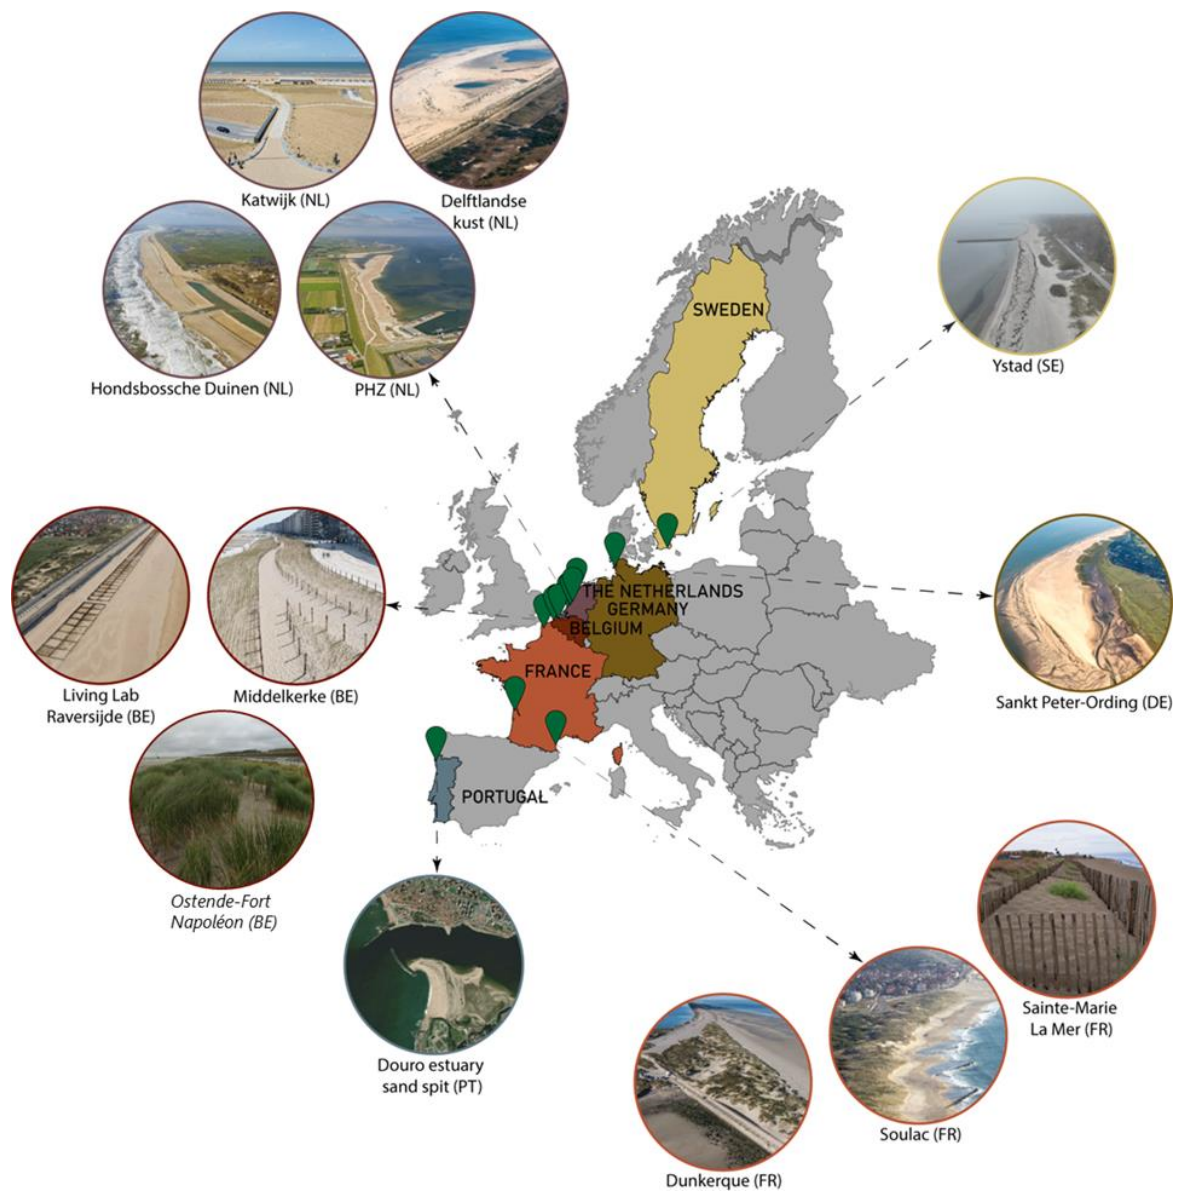 Katwijk (NL)
Delftlandse
kust (NL)
Hondsbossche Duinen (NL)
PHZ (NL)
SWEDEN
Ystad (SE)
THE NETHERLANDS
GERMANY
BELGIUM
FRANCE
PORTUGAL
Living Lab
Raversijde (BE)
Middelkerke (BE)
Sankt Peter-Ording (DE)
Ostende-Fort
Napoléon (BE)
Douro estuary
sand spit (PT)
Sainte-Marie
La Mer (FR)
Soulac (FR)
Dunkerque (FR)